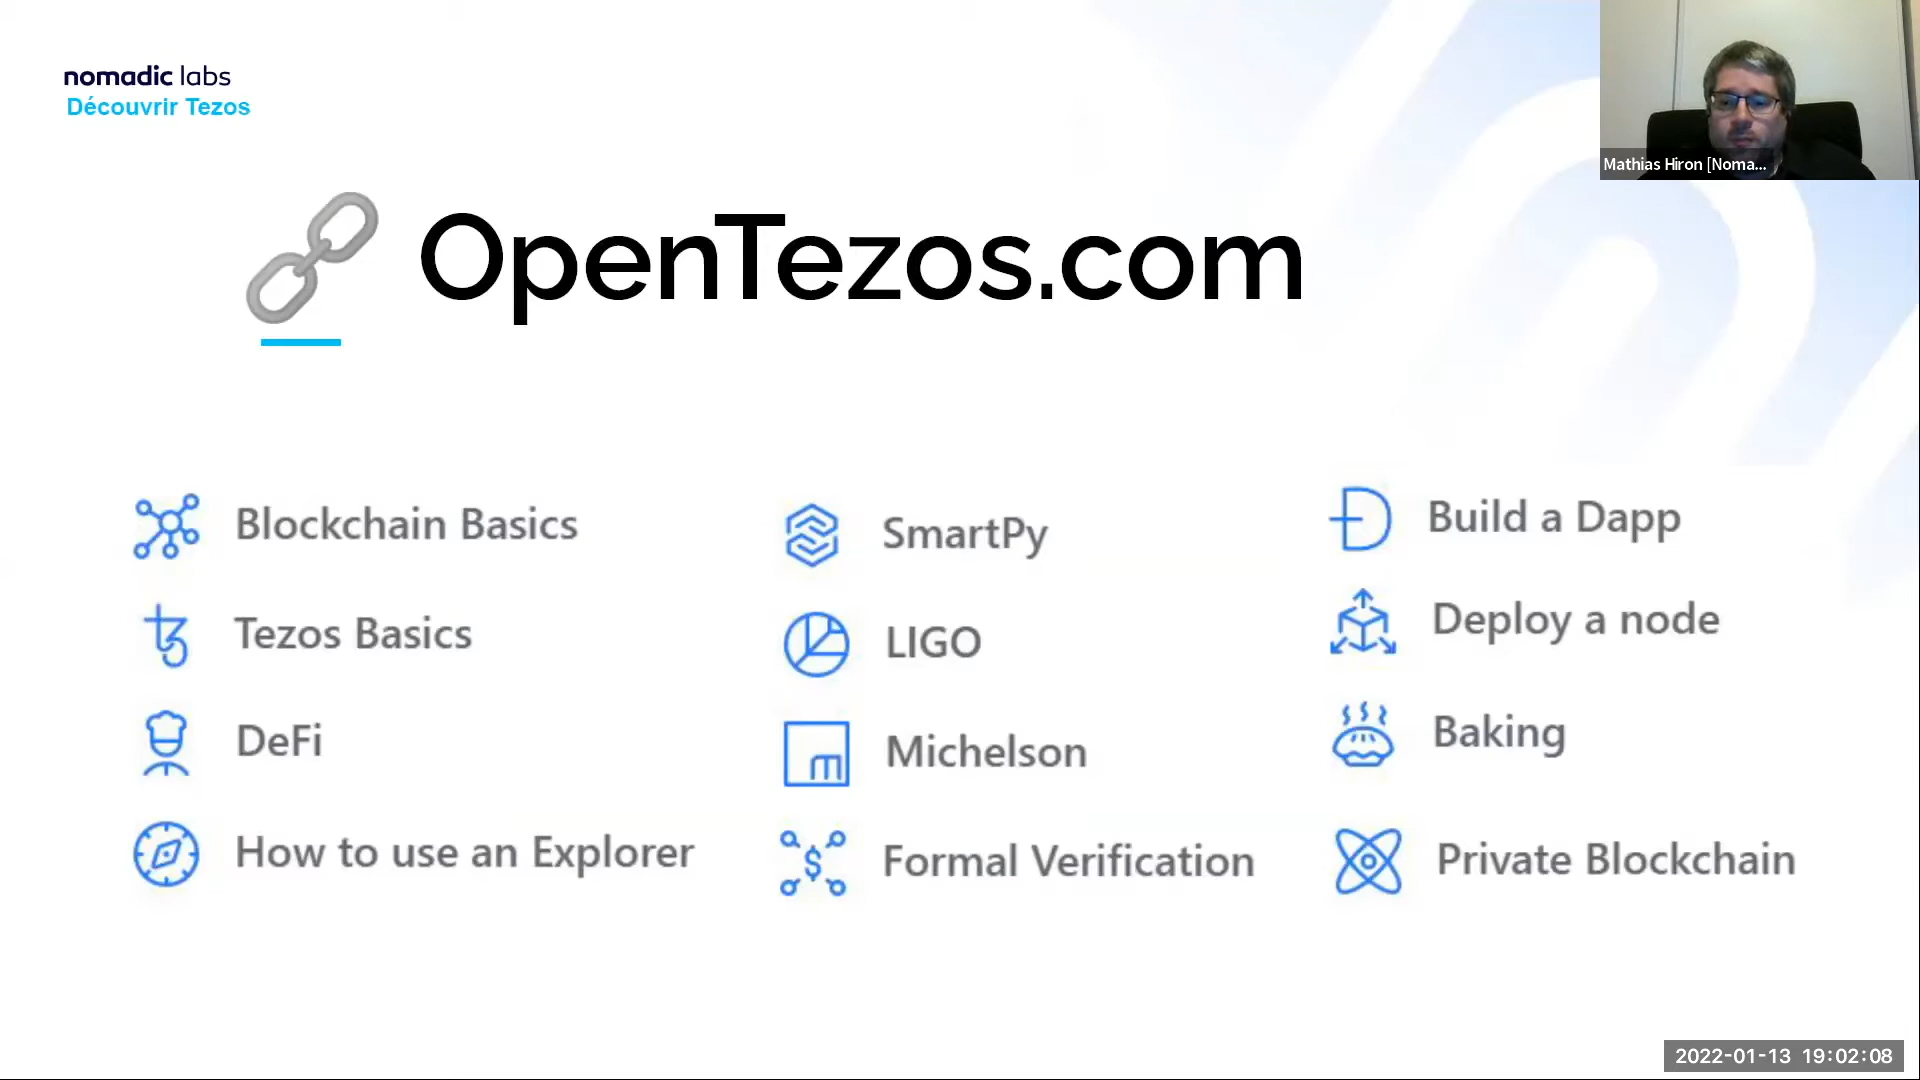 nomadic labs
Découvrir Tezos
Mathias Hiron [Noma...
OpenTezos.com
Blockchain Basics
Tezos Basics
DeFi
How to use an Explorer
SmartPy
LIGO
Michelson
Formal Verification
Build a Dapp
Deploy a node
Baking
Private Blockchain
2022-01-13 19:02:08